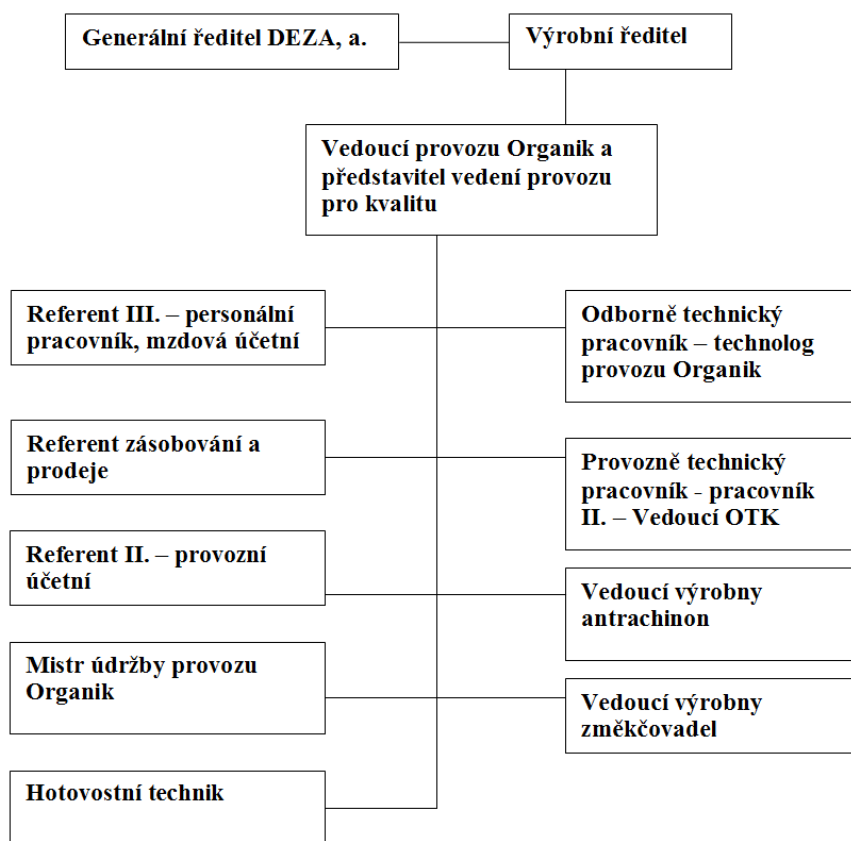 Generální ředitel DEZA, a.
Výrobní ředitel
Vedoucí provozu Organik a
představitel vedení provozu
pro kvalitu
Referent III. – personální
pracovník, mzdová účetní
Odborně technický
pracovník – technolog
provozu Organik
Referent zásobování a
prodeje
Provozně technický
pracovník - pracovník
II. – Vedoucí OTK
Referent II. – provozní
účetní
Vedoucí výrobny
antrachinon
Mistr údržby provozu
Organik
Vedoucí výrobny
změkčovadel
Hotovostní technik